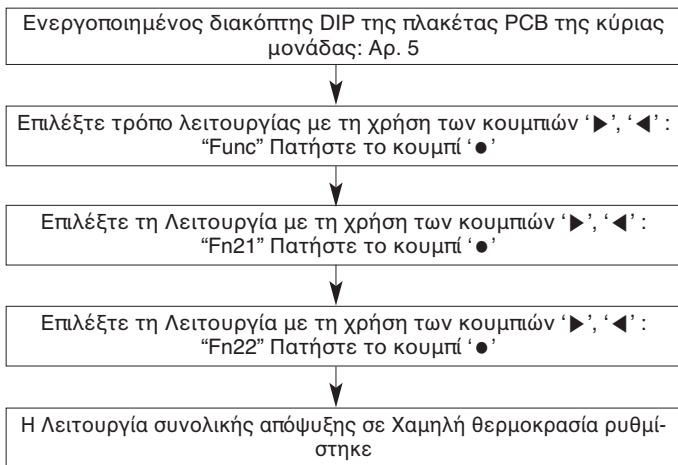 Ενεργοποιημένος διακόπτης DIP της πλακέτας PCB της κύριας
μονάδας: Αρ. 5
Επιλέξτε τρόπο λειτουργίας με τη χρήση των κουμπιών ‘▶’, ‘◀’ :
“Func” Πατήστε το κουμπί ‘●’
Επιλέξτε τη Λειτουργία με τη χρήση των κουμπιών ‘▶’, ‘◀’ :
“Fn21” Πατήστε το κουμπί ‘●’
Επιλέξτε τη Λειτουργία με τη χρήση των κουμπιών ‘▶’, ‘◀’ :
“Fn22” Πατήστε το κουμπί ‘●’
Η Λειτουργία συνολικής απόψυξης σε Χαμηλή θερμοκρασία ρυθμί-
στηκε